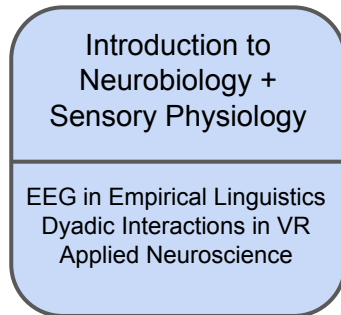 Introduction to
Neurobiology +
Sensory Physiology
EEG in Empirical Linguistics
Dyadic Interactions in VR
Applied Neuroscience